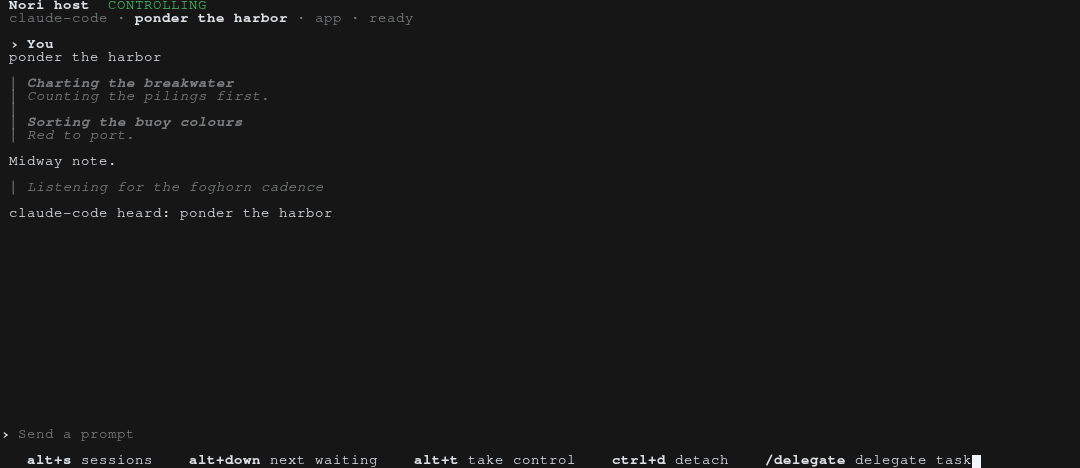 Nori host  CONTROLLING
claude-code · ponder the harbor · app · ready
› You
ponder the harbor
│ Charting the breakwater
│ Counting the pilings first.
│
│ Sorting the buoy colours
│ Red to port.
Midway note.
│ Listening for the foghorn cadence
claude-code heard: ponder the harbor
› Send a prompt
alt+s sessions    alt+down next waiting    alt+t take control    ctrl+d detach    /delegate delegate task